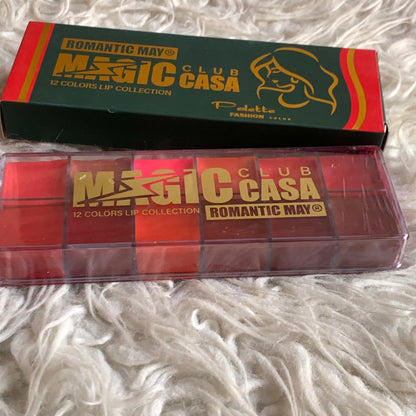 ROMANTIC MAY®
MAGIC CLUB CASA
12 COLORS LIP COLLECTION
Palette
FASHION COLOR
MAGIC CLUB CASA
12 COLORS LIP COLLECTION
ROMANTIC MAY®